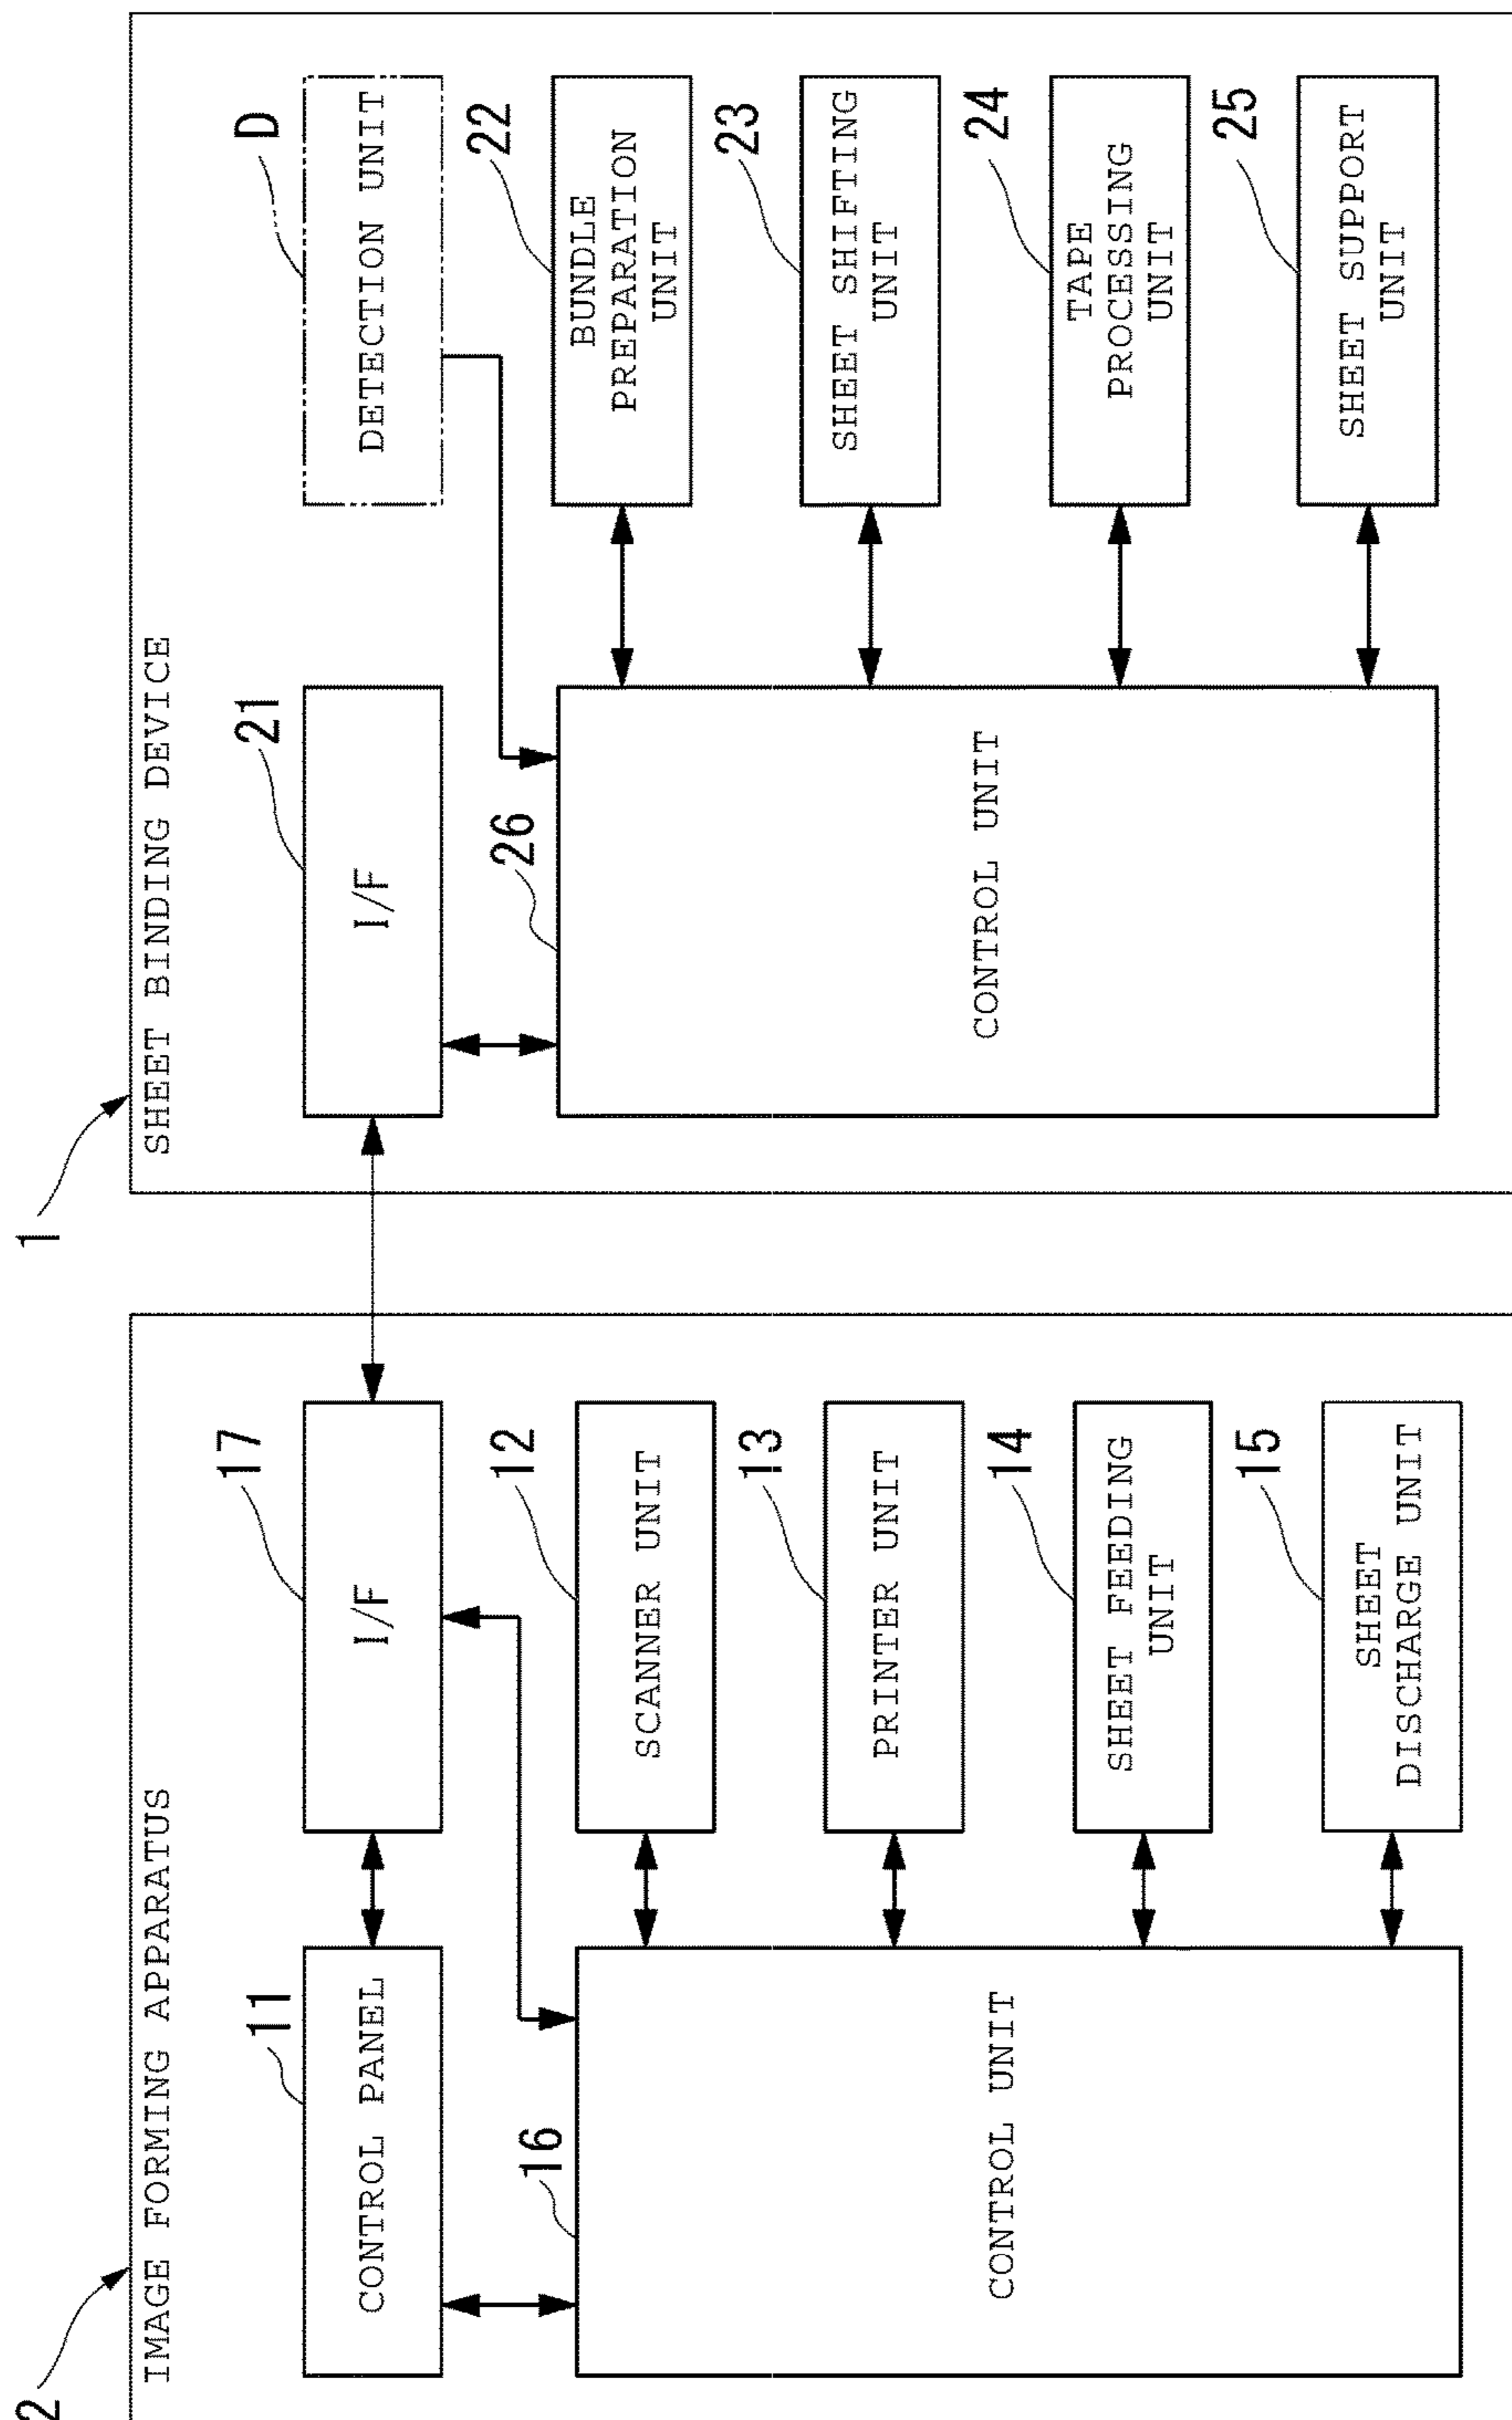 2
IMAGE FORMING APPARATUS
11
CONTROL PANEL
17
I/F
16
CONTROL UNIT
12
SCANNER UNIT
13
PRINTER UNIT
14
SHEET FEEDING
UNIT
15
SHEET
DISCHARGE UNIT
1
SHEET BINDING DEVICE
21
I/F
D
DETECTION UNIT
26
CONTROL UNIT
22
BUNDLE
PREPARATION
UNIT
23
SHEET SHIFTING
UNIT
24
TAPE
PROCESSING
UNIT
25
SHEET SUPPORT
UNIT